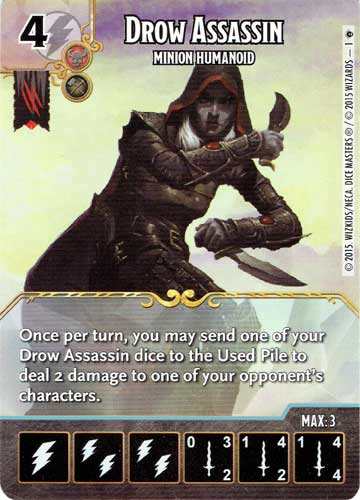 4
DROW ASSASSIN
MINION HUMANOID
© 2015 WIZKIDS/NECA. DICE MASTERS®/© 2015 WIZARDS — 1
Once per turn, you may send one of your
Drow Assassin dice to the Used Pile to
deal 2 damage to one of your opponent's
characters.
MAX: 3
0 3
2
1 4
2
1 4
4